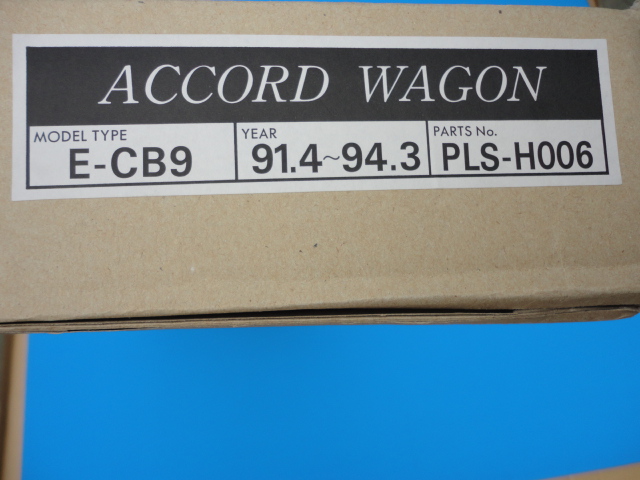 ACCORD WAGON
MODEL TYPE YEAR PARTS No.
E-CB9 91.4~94.3 PLS-H006